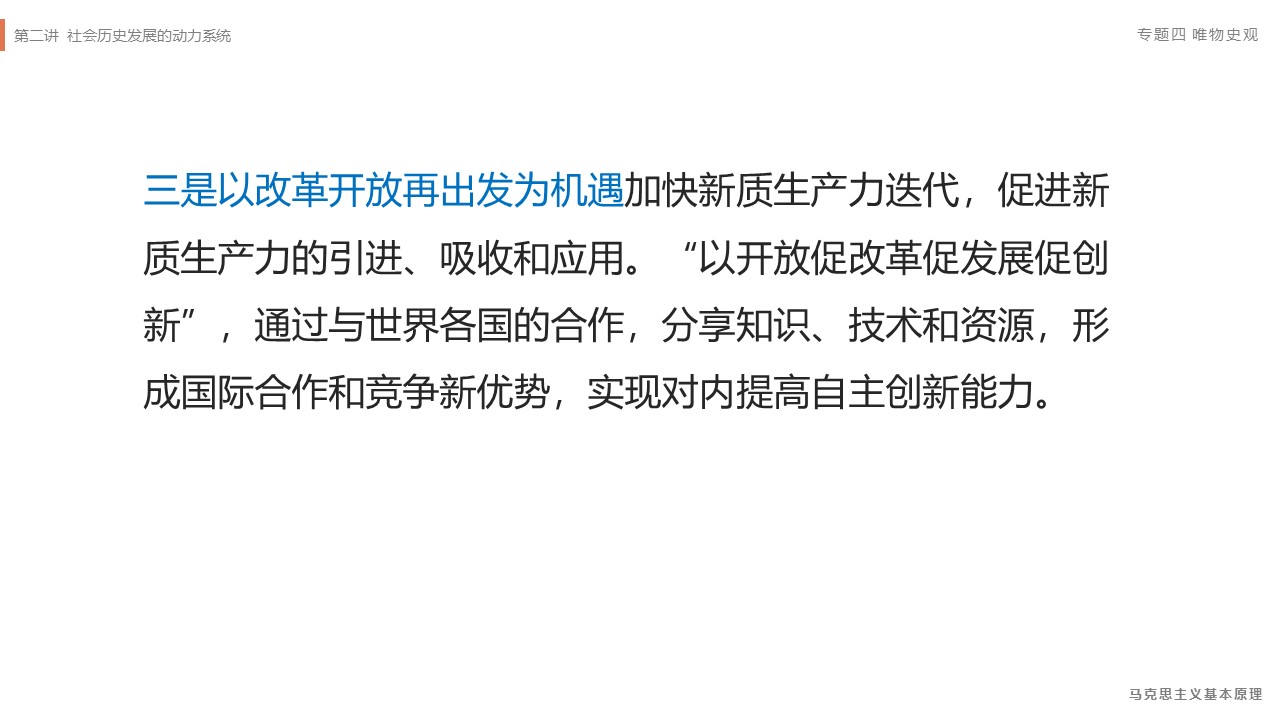 第二讲 社会历史发展的动力系统
专题四 唯物史观
三是以改革开放再出发为机遇加快新质生产力迭代，促进新
质生产力的引进、吸收和应用。“以开放促改革促发展促创
新”，通过与世界各国的合作，分享知识、技术和资源，形
成国际合作和竞争新优势，实现对内提高自主创新能力。
马克思主义基本原理